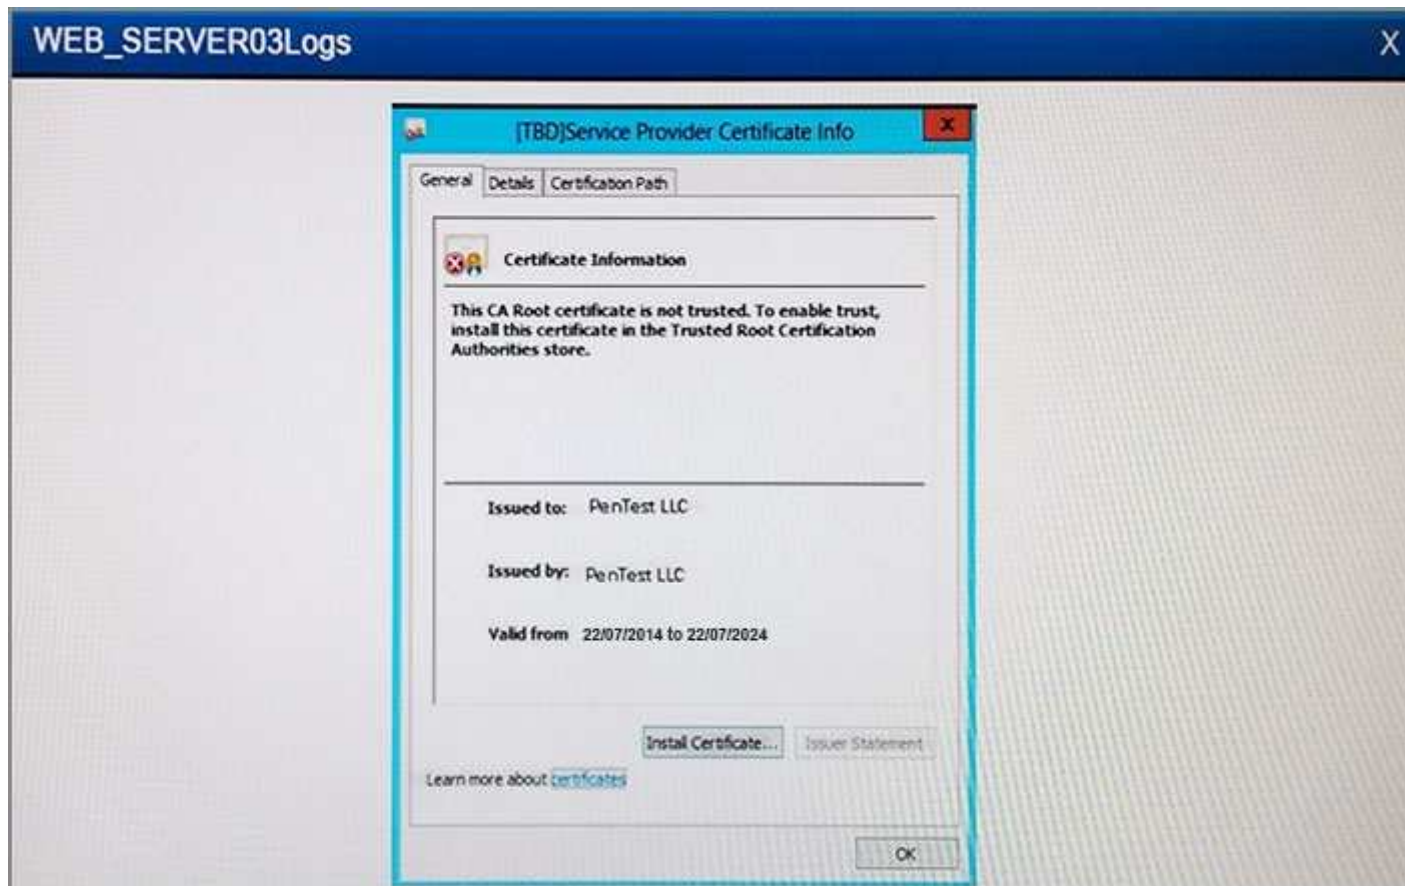 WEB_SERVER03Logs
X
[TBD]Service Provider Certificate Info
x
General Details Certification Path
Certificate Information
This CA Root certificate is not trusted. To enable trust,
install this certificate in the Trusted Root Certification
Authorities store.
Issued to: PenTest LLC
Issued by: PenTest LLC
Valid from 22/07/2014 to 22/07/2024
Install Certificate... Issuer Statement
Learn more about certificates
OK